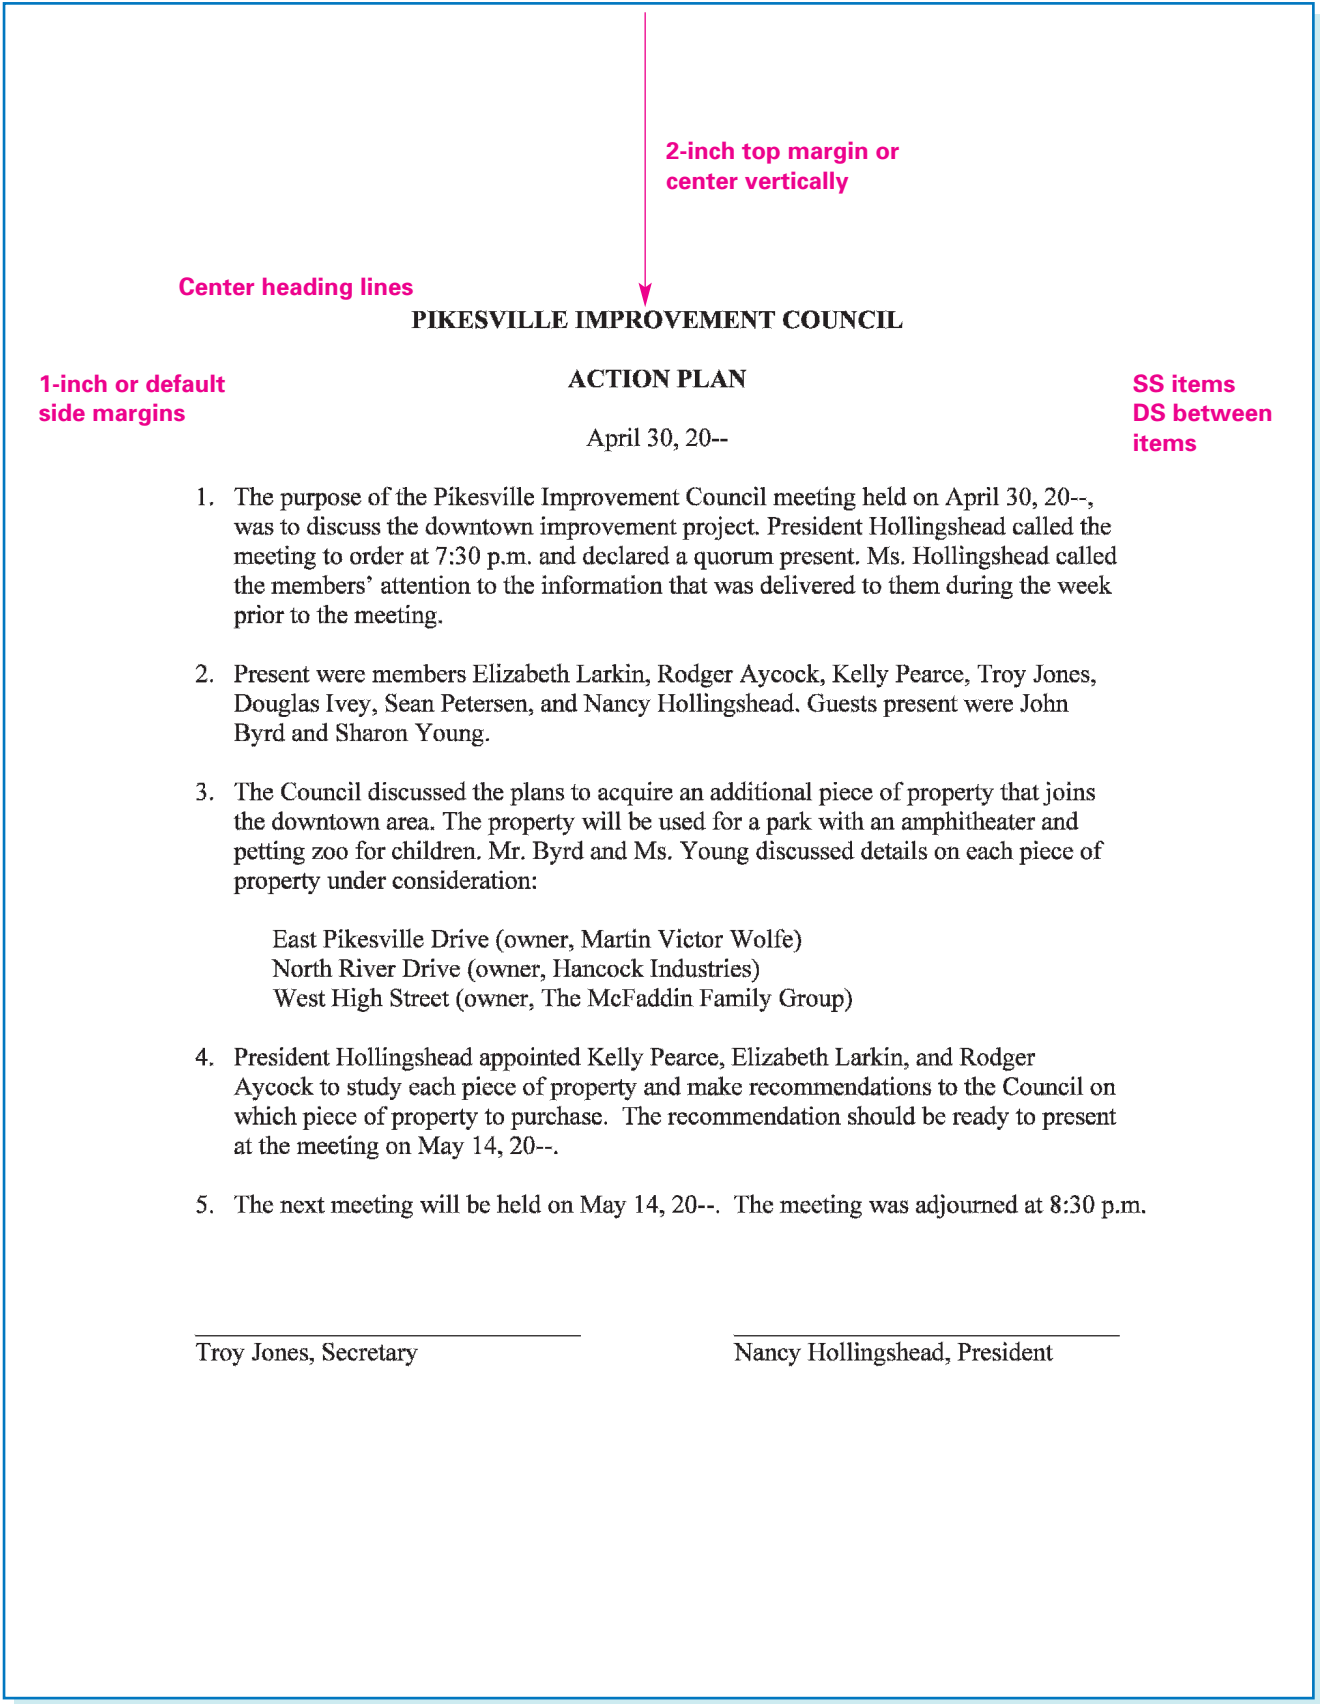 2-inch top margin or
center vertically
Center heading lines
PIKESVILLE IMPROVEMENT COUNCIL
1-inch or default
side margins
ACTION PLAN
SS items
DS between
items
April 30, 20--
1. The purpose of the Pikesville Improvement Council meeting held on April 30, 20--,
was to discuss the downtown improvement project. President Hollingshead called the
meeting to order at 7:30 p.m. and declared a quorum present. Ms. Hollingshead called
the members’ attention to the information that was delivered to them during the week
prior to the meeting.
2. Present were members Elizabeth Larkin, Rodger Aycock, Kelly Pearce, Troy Jones,
Douglas Ivey, Sean Petersen, and Nancy Hollingshead. Guests present were John
Byrd and Sharon Young.
3. The Council discussed the plans to acquire an additional piece of property that joins
the downtown area. The property will be used for a park with an amphitheater and
petting zoo for children. Mr. Byrd and Ms. Young discussed details on each piece of
property under consideration:
East Pikesville Drive (owner, Martin Victor Wolfe)
North River Drive (owner, Hancock Industries)
West High Street (owner, The McFaddin Family Group)
4. President Hollingshead appointed Kelly Pearce, Elizabeth Larkin, and Rodger
Aycock to study each piece of property and make recommendations to the Council on
which piece of property to purchase.  The recommendation should be ready to present
at the meeting on May 14, 20--.
5. The next meeting will be held on May 14, 20--.  The meeting was adjourned at 8:30 p.m.
Troy Jones, Secretary
Nancy Hollingshead, President